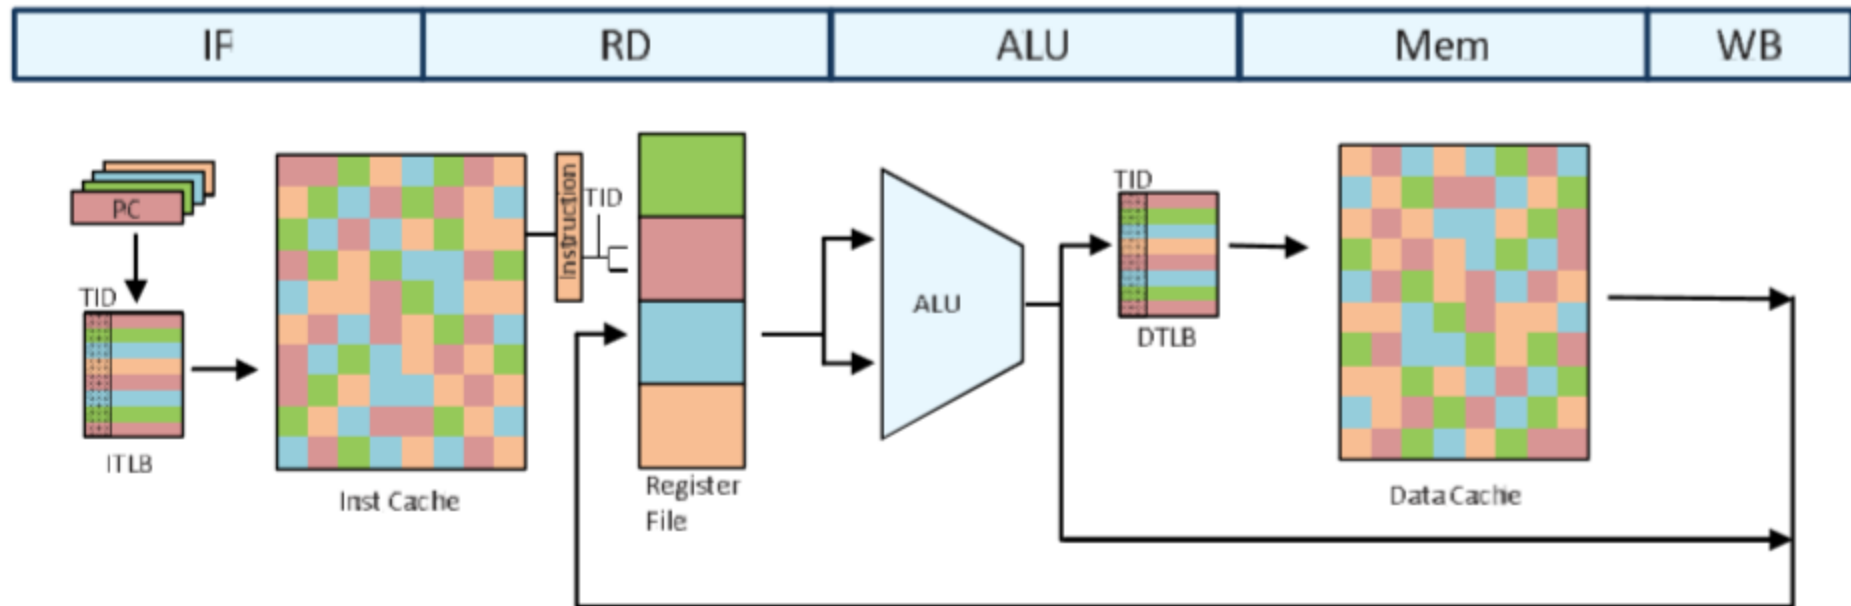 IF
RD
ALU
Mem
WB
PC
TID
ITLB
Inst Cache
Instruction
TID
Register
File
ALU
TID
DTLB
Data Cache